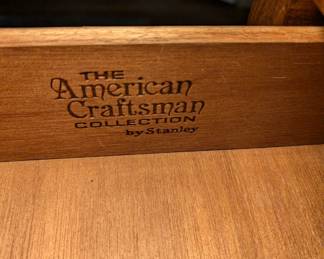 THE
American
Craftsman
COLLECTION
by Stanley